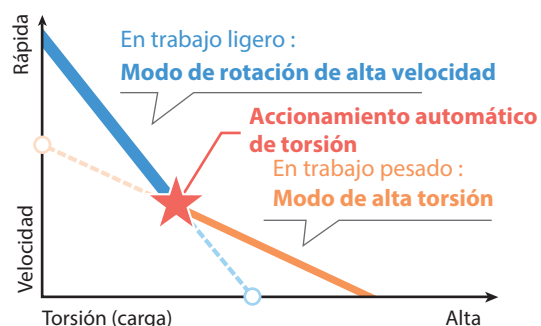 Rápida
En trabajo ligero :
Modo de rotación de alta velocidad
Accionamiento automático
de torsión
En trabajo pesado :
Modo de alta torsión
Velocidad
Torsión (carga)
Alta